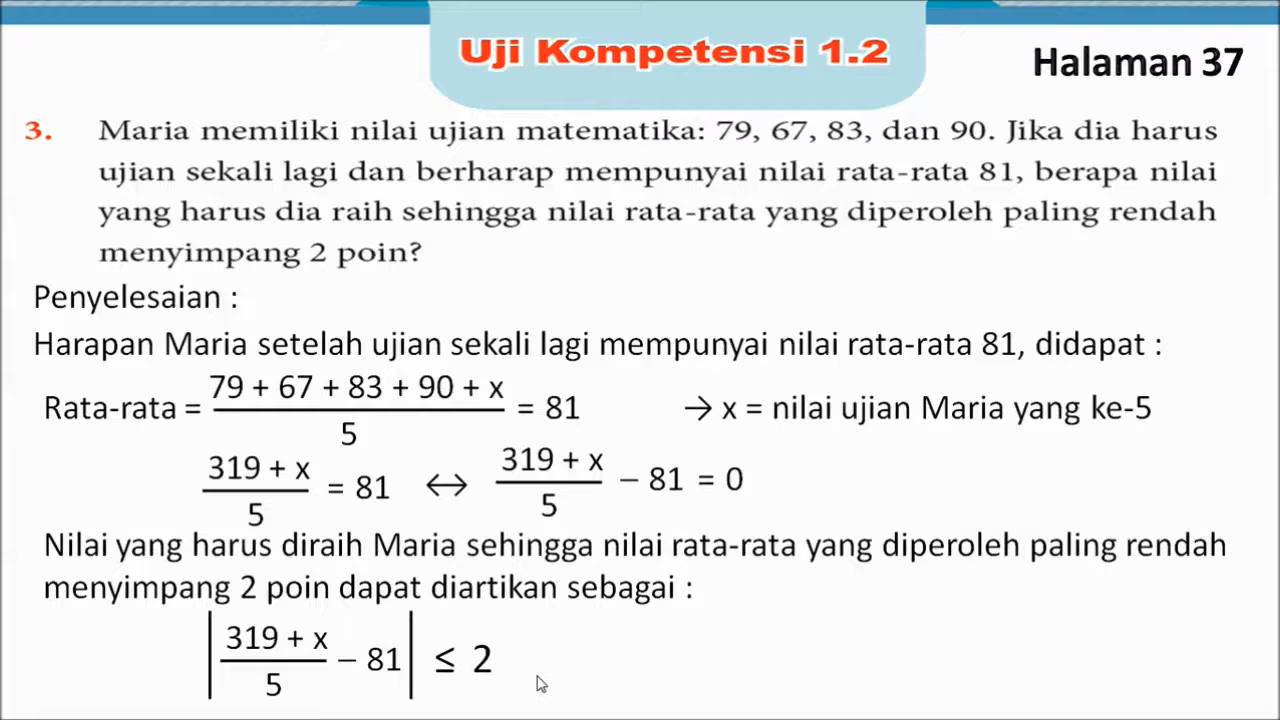 Uji Kompetensi 1.2
Halaman 37
3. Maria memiliki nilai ujian matematika: 79, 67, 83, dan 90. Jika dia harus
ujian sekali lagi dan berharap mempunyai nilai rata-rata 81, berapa nilai
yang harus dia raih sehingga nilai rata-rata yang diperoleh paling rendah
menyimpang 2 poin?
Penyelesaian :
Harapan Maria setelah ujian sekali lagi mempunyai nilai rata-rata 81, didapat :
79 + 67 + 83 + 90 + x
Rata-rata = = 81 → x = nilai ujian Maria yang ke-5
5
319 + x 319 + x
= 81 ↔ – 81 = 0
5 5
Nilai yang harus diraih Maria sehingga nilai rata-rata yang diperoleh paling rendah
menyimpang 2 poin dapat diartikan sebagai :
319 + x
| – 81 | ≤ 2
5